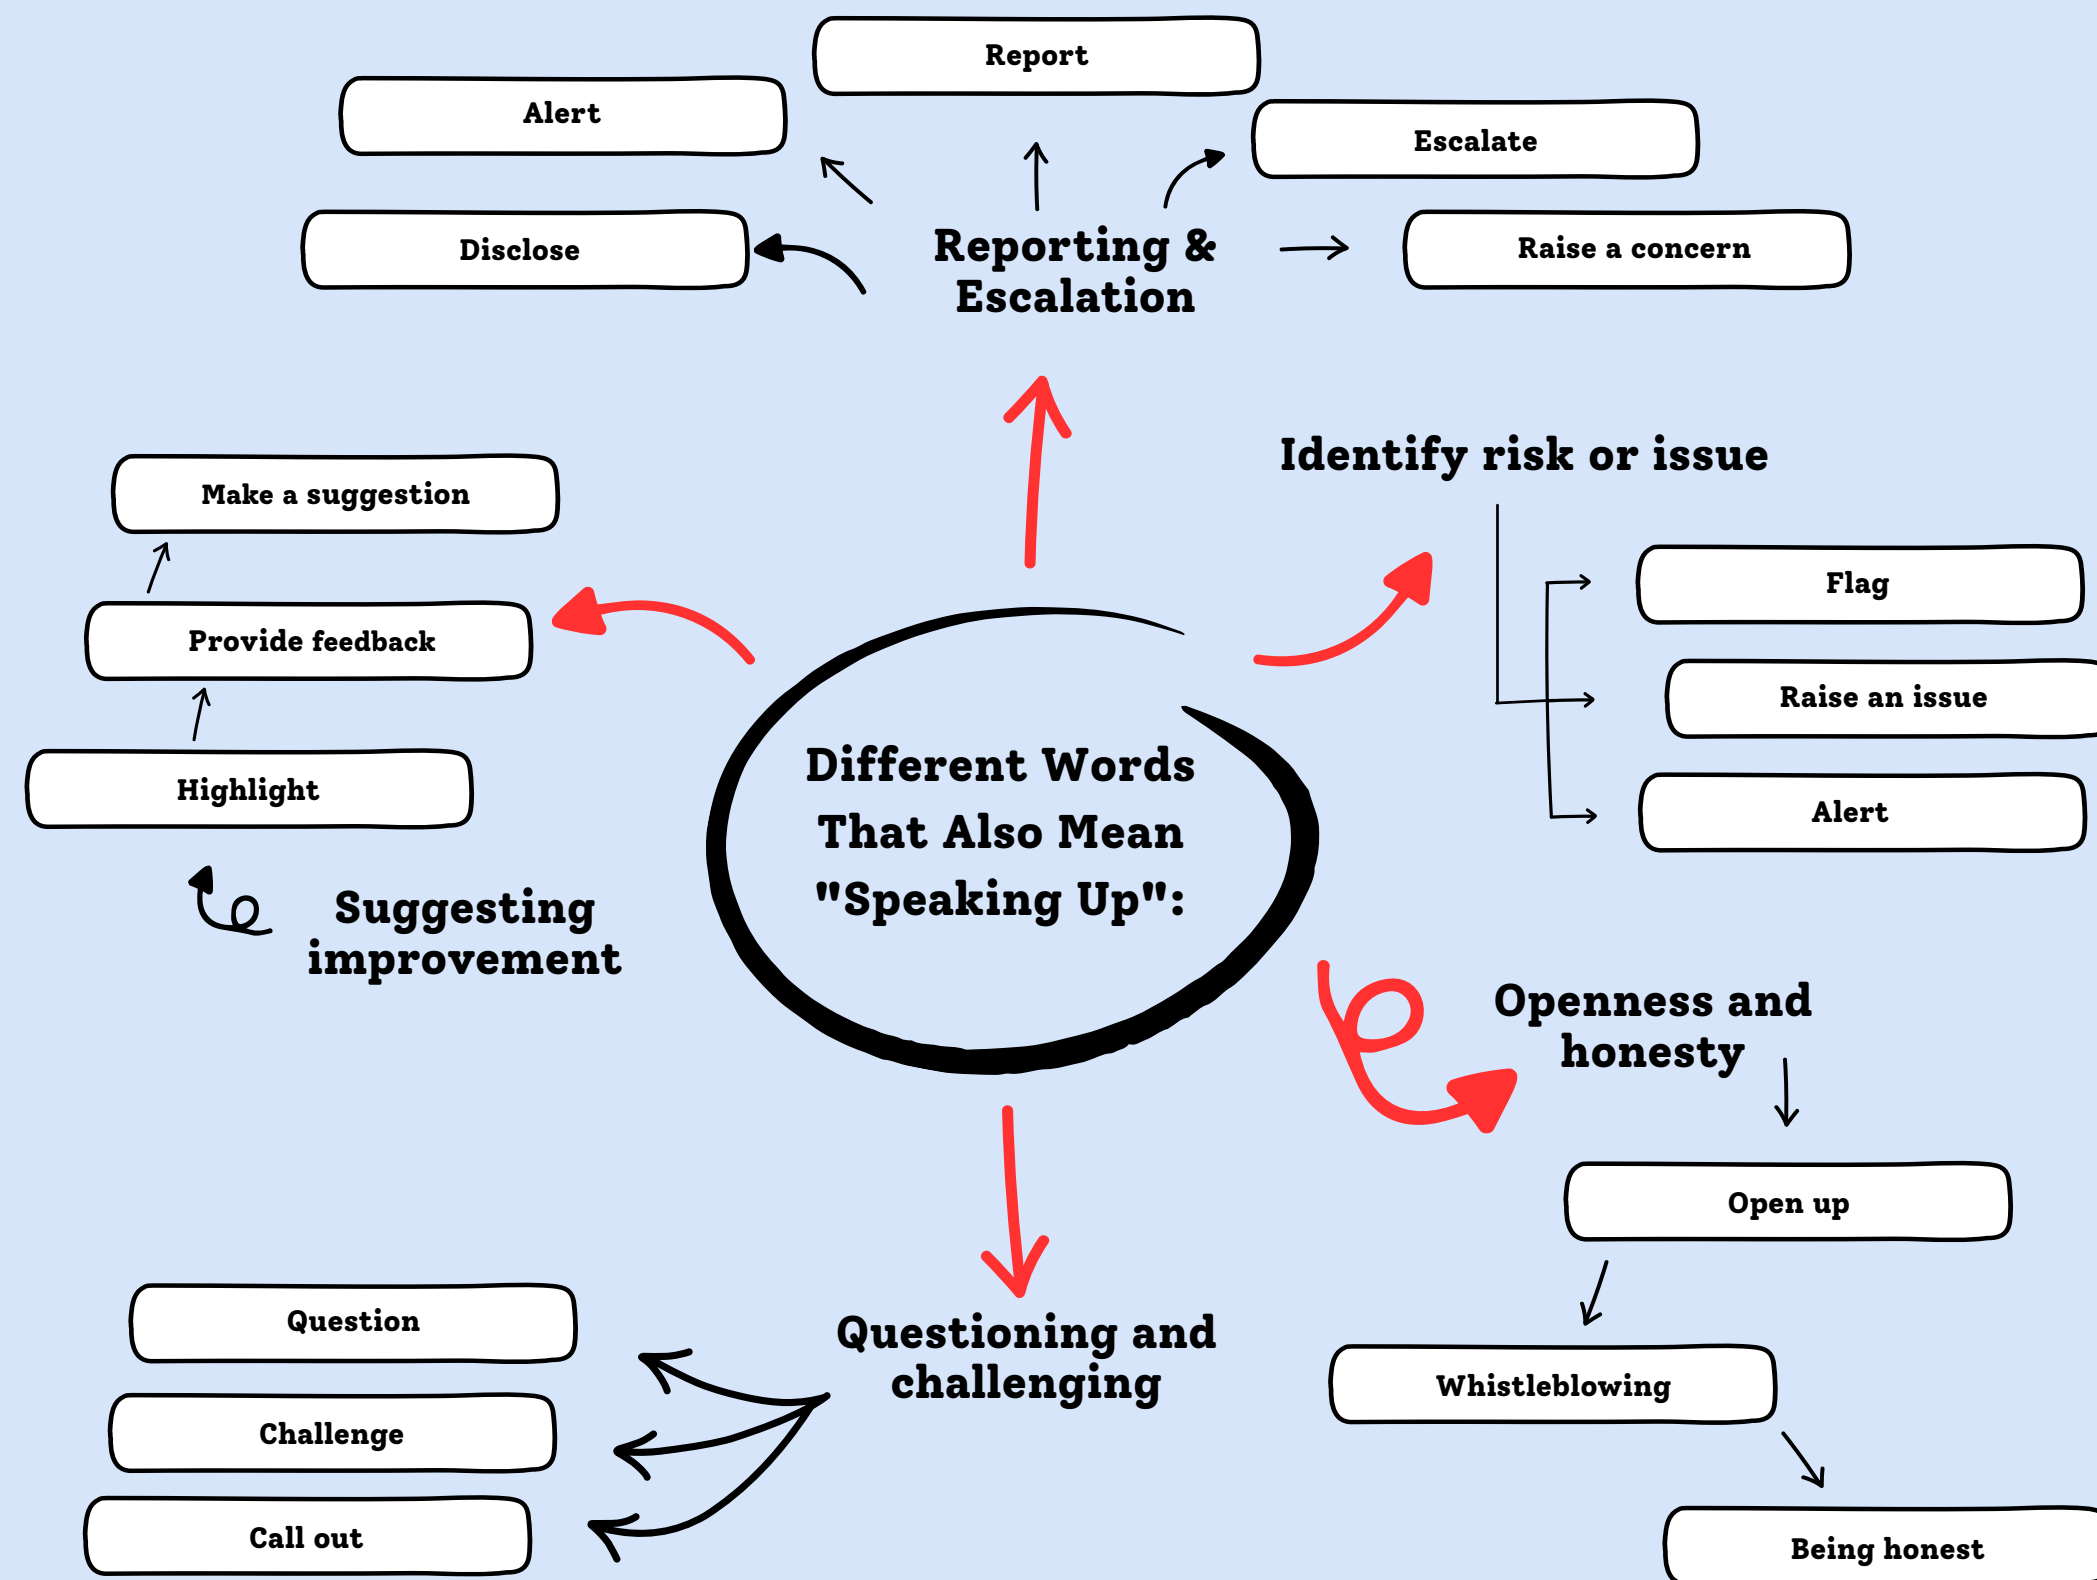 Report
Alert
Escalate
Disclose
Reporting &
Escalation
Raise a concern
Identify risk or issue
Flag
Raise an issue
Alert
Make a suggestion
Provide feedback
Highlight
Suggesting
improvement
Different Words
That Also Mean
"Speaking Up":
Openness and
honesty
Open up
Whistleblowing
Being honest
Questioning and
challenging
Question
Challenge
Call out